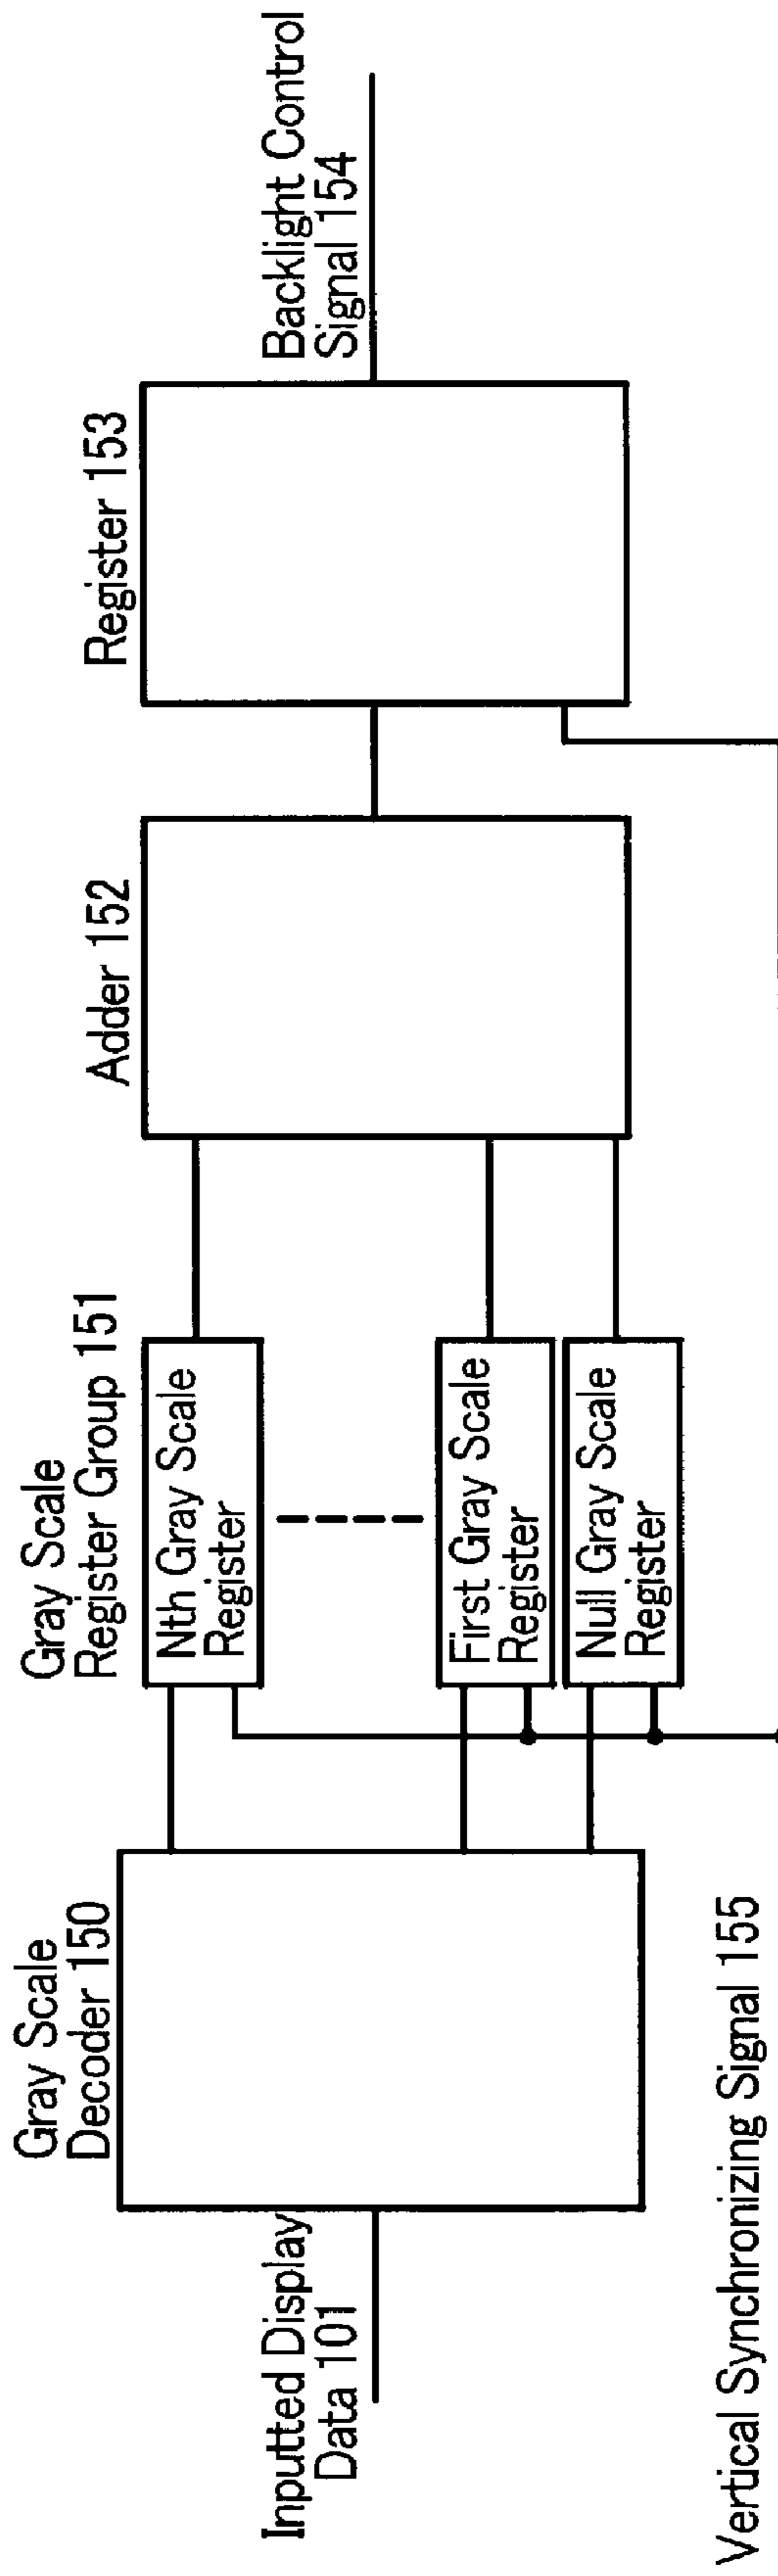 Inputted Display
Data 101
Gray Scale
Decoder 150
Gray Scale
Register Group 151
Nth Gray Scale
Register
First Gray Scale
Register
Null Gray Scale
Register
Adder 152
Register 153
Backlight Control
Signal 154
Vertical Synchronizing Signal 155